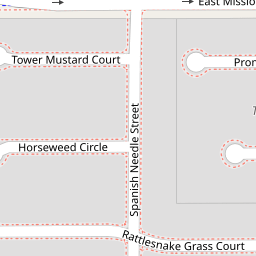 East Missio
Tower Mustard Court
Pron
Spanish Needle Street
Horseweed Circle
Rattlesnake Grass Court